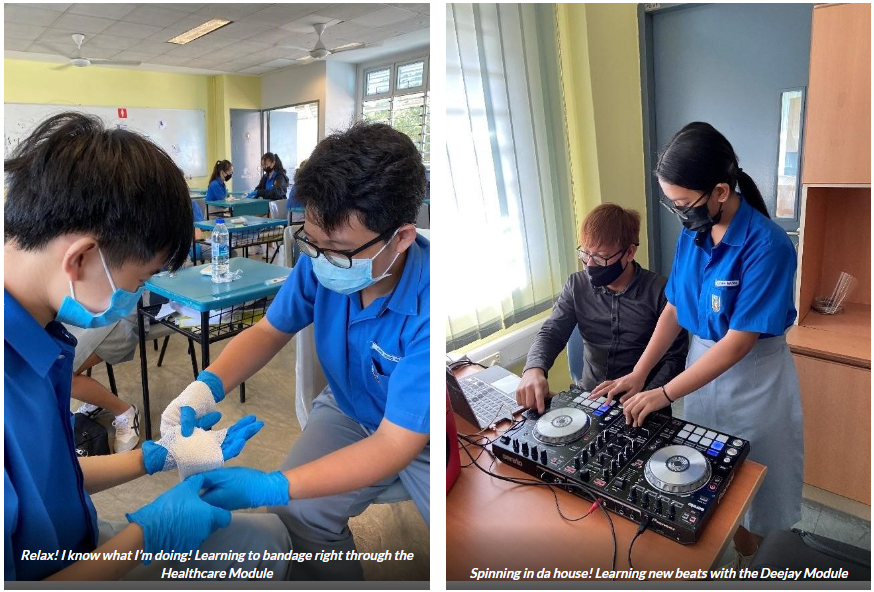 Relax! I know what I'm doing! Learning to bandage right through the
Healthcare Module
Spinning in da house! Learning new beats with the Deejay Module